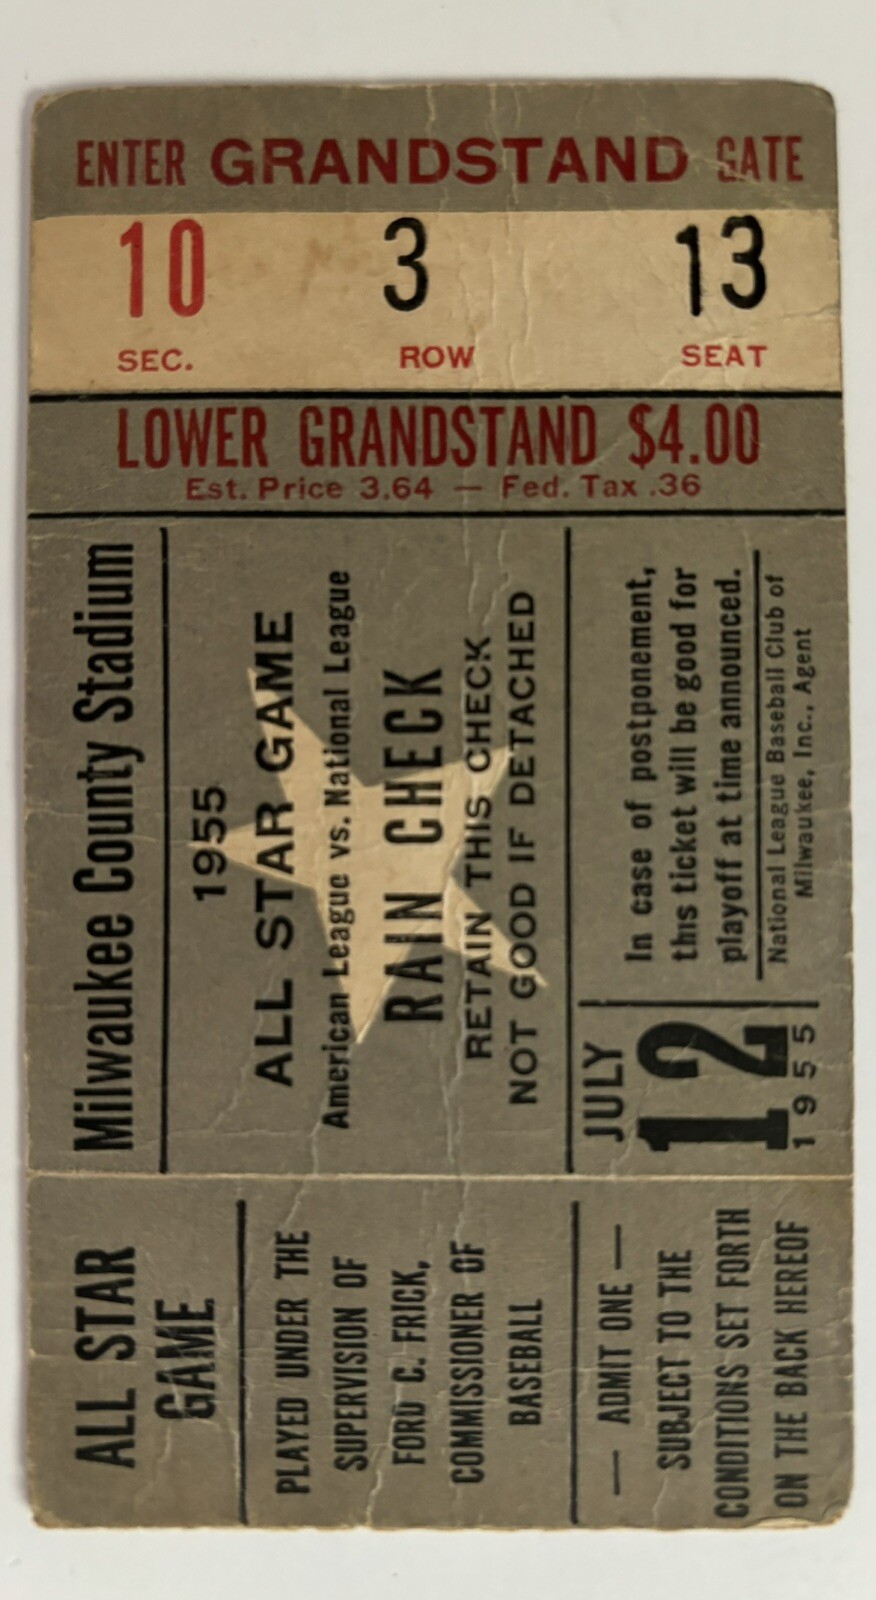 ENTER GRANDSTAND GATE
10 3 13
SEC. ROW SEAT
LOWER GRANDSTAND $4.00
Est. Price 3.64 — Fed. Tax .36
Milwaukee County Stadium
1955
ALL STAR GAME
American League vs. National League
RAIN CHECK
RETAIN THIS CHECK
NOT GOOD IF DETACHED
In case of postponement,
this ticket will be good for
playoff at time announced.
National League Baseball Club of
Milwaukee, Inc., Agent
JULY
12
1955
ALL STAR
GAME
PLAYED UNDER THE
SUPERVISION OF
FORD C. FRICK,
COMMISSIONER OF
BASEBALL
— ADMIT ONE —
SUBJECT TO THE
CONDITIONS SET FORTH
ON THE BACK HEREOF